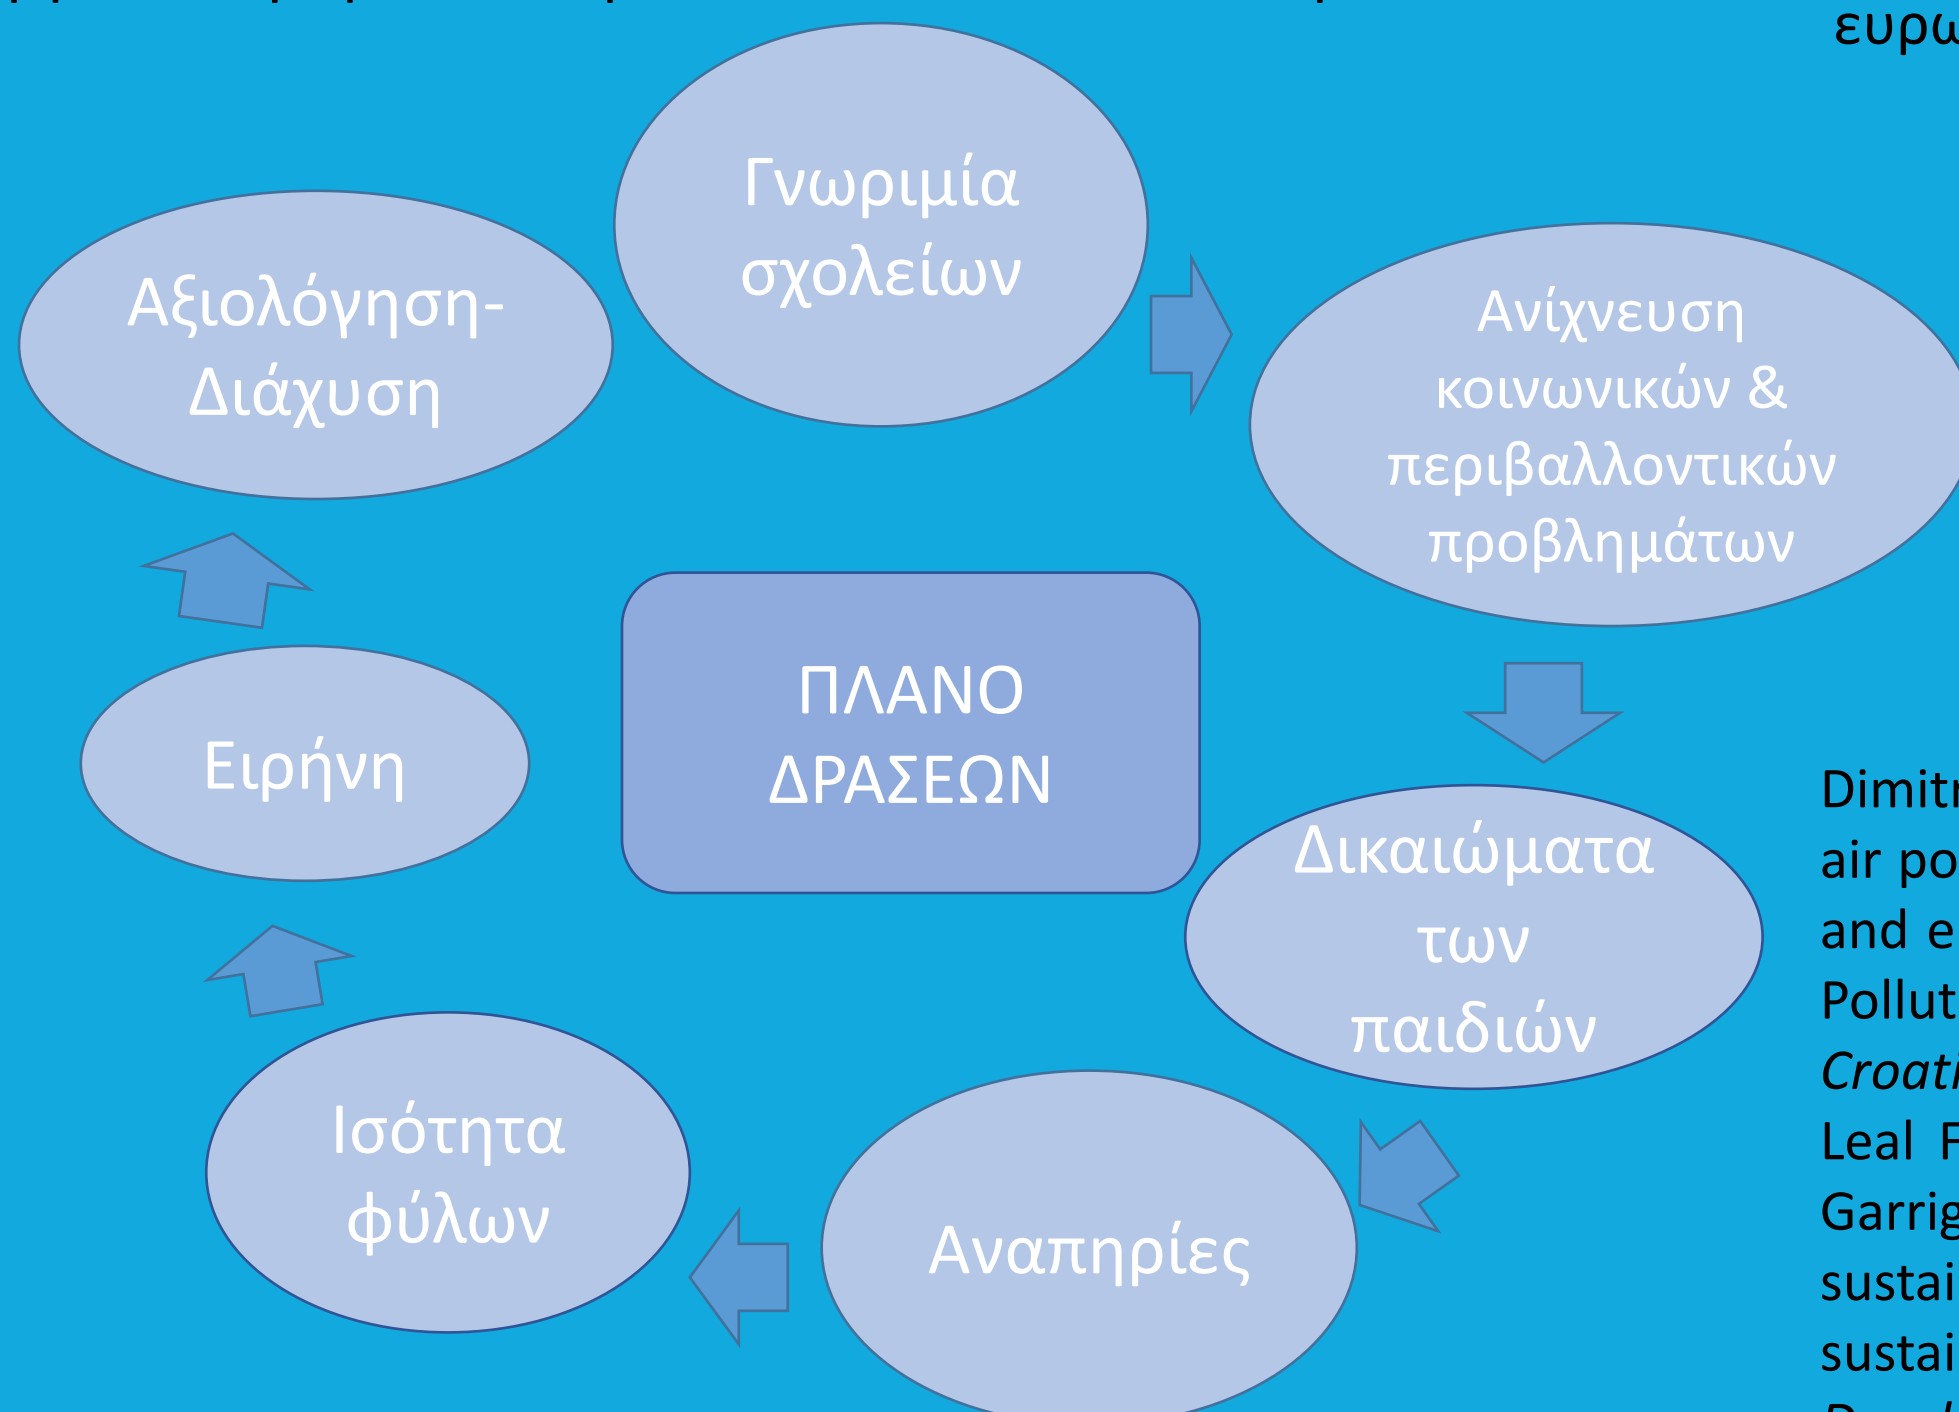 Γνωριμία
σχολείων
Ανίχνευση
κοινωνικών &
περιβαλλοντικών
προβλημάτων
Δικαιώματα
των
παιδιών
Αναπηρίες
Ισότητα
φύλων
Ειρήνη
Αξιολόγηση-
Διάχυση
ΠΛΑΝΟ
ΔΡΑΣΕΩΝ
ευρω
Dimitr
air po
and e
Pollut
Croati
Leal F
Garrig
sustai
sustai